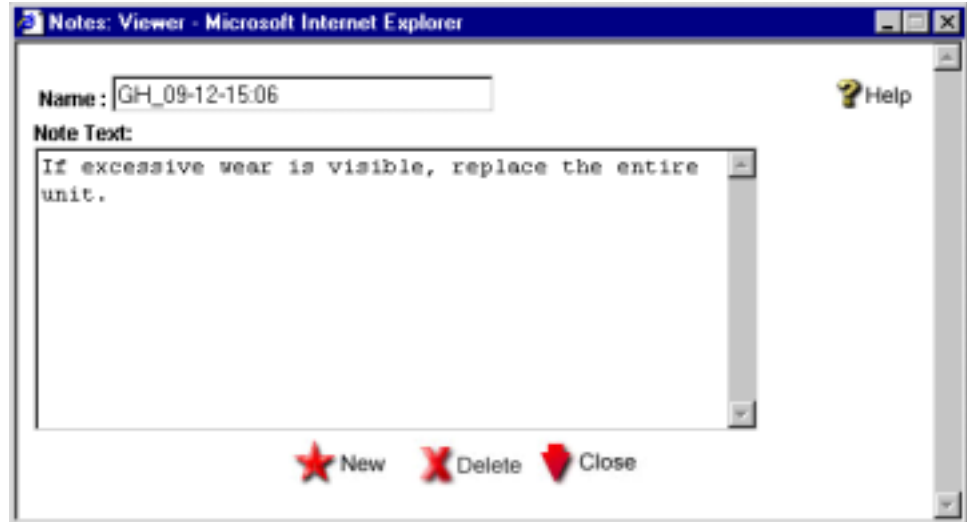 Notes: Viewer - Microsoft Internet Explorer
Name : GH_09-12-15:06
Help
Note Text:
If excessive wear is visible, replace the entire
unit.
New Delete Close